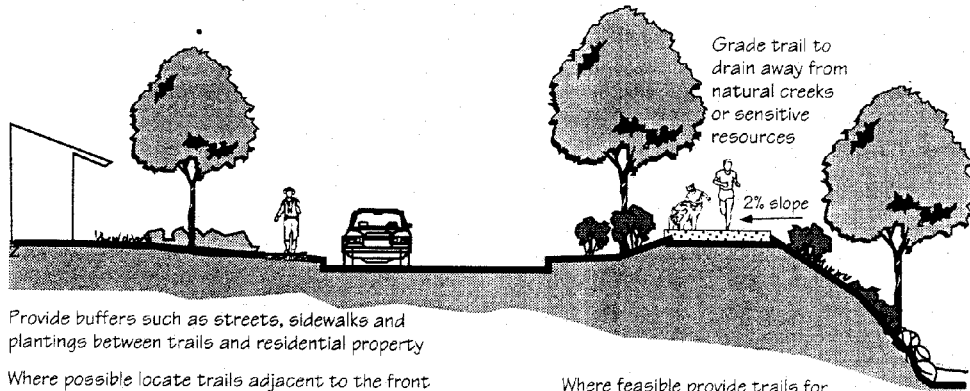 Grade trail to
drain away from
natural creeks
or sensitive
resources
2% slope
Provide buffers such as streets, sidewalks and
plantings between trails and residential property
Where possible locate trails adjacent to the front
Where feasible provide trails for